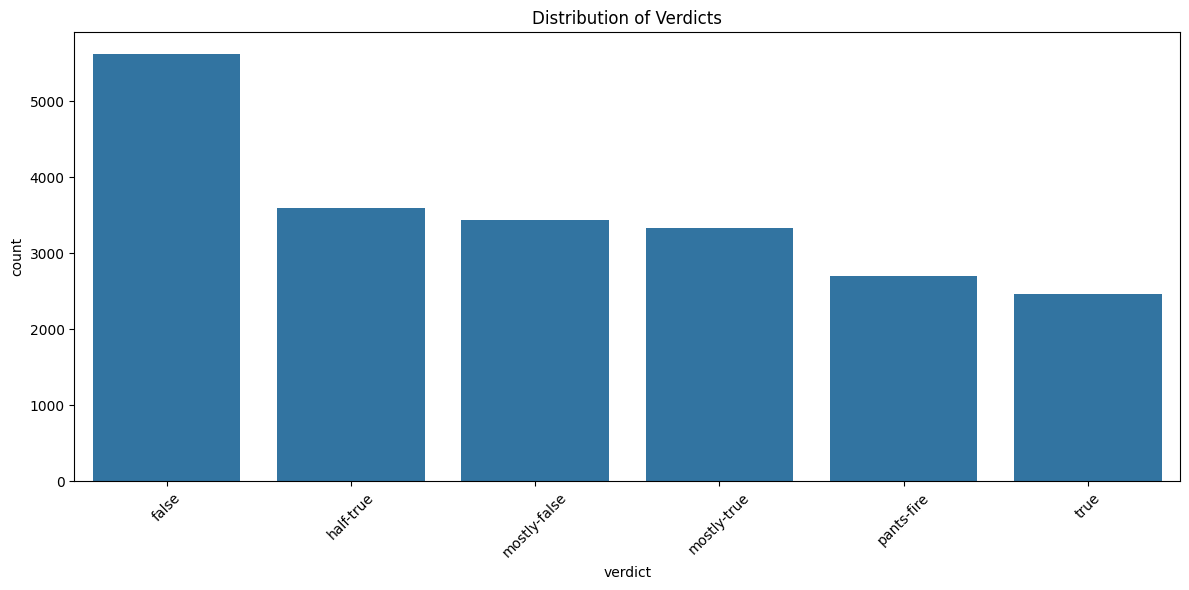 Distribution of Verdicts
count
5000
4000
3000
2000
1000
0
false
half-true
mostly-false
mostly-true
pants-fire
true
verdict